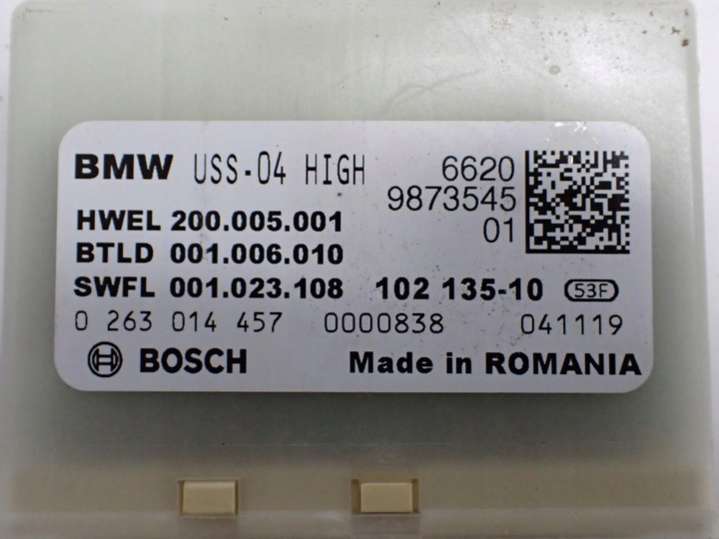 BMW USS-04 HIGH 6620
9873545
HWEL 200.005.001 01
BTLD 001.006.010
SWFL 001.023.108 102 135-10 53F
0 263 014 457 0000838 041119
BOSCH Made in ROMANIA